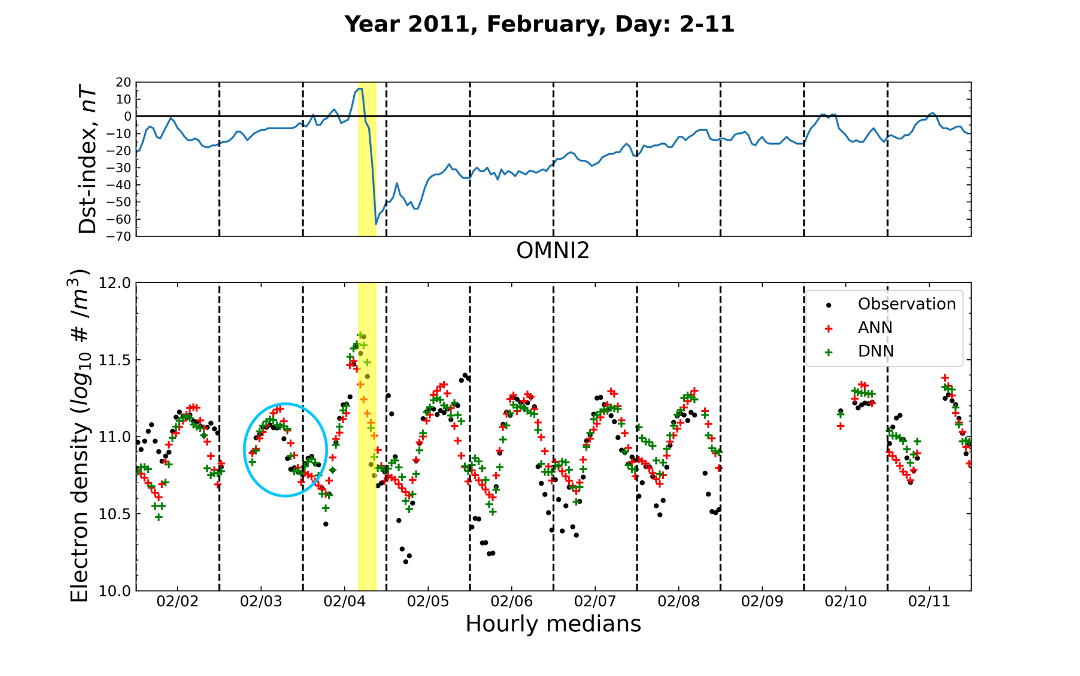 Year 2011, February, Day: 2-11
Dst-index, nT
20
10
0
−10
−20
−30
−40
−50
−60
−70
OMNI2
Electron density (log₁₀ # /m³)
12.0
11.5
11.0
10.5
10.0
Observation
ANN
DNN
02/02 02/03 02/04 02/05 02/06 02/07 02/08 02/09 02/10 02/11
Hourly medians